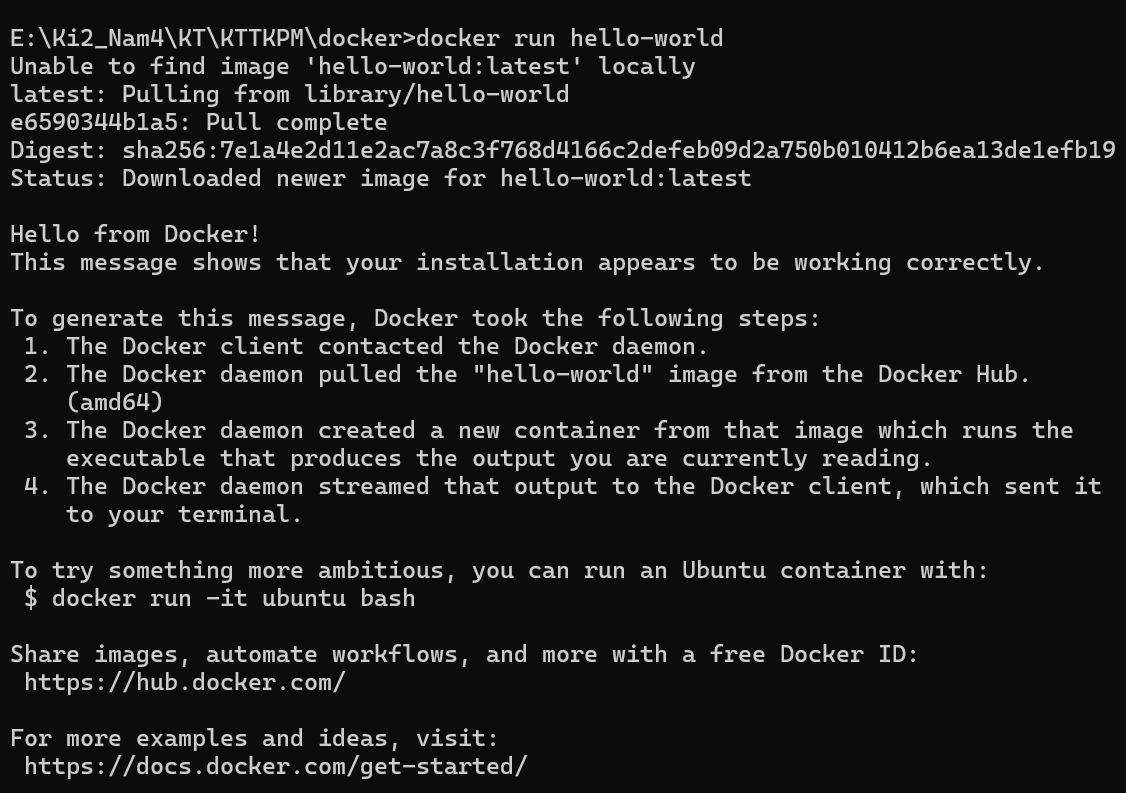 E:\Ki2_Nam4\KT\KTTKPM\docker>docker run hello-world
Unable to find image 'hello-world:latest' locally
latest: Pulling from library/hello-world
e6590344b1a5: Pull complete
Digest: sha256:7e1a4e2d11e2ac7a8c3f768d4166c2defeb09d2a750b010412b6ea13de1efb19
Status: Downloaded newer image for hello-world:latest

Hello from Docker!
This message shows that your installation appears to be working correctly.

To generate this message, Docker took the following steps:
 1. The Docker client contacted the Docker daemon.
 2. The Docker daemon pulled the "hello-world" image from the Docker Hub.
    (amd64)
 3. The Docker daemon created a new container from that image which runs the
    executable that produces the output you are currently reading.
 4. The Docker daemon streamed that output to the Docker client, which sent it
    to your terminal.

To try something more ambitious, you can run an Ubuntu container with:
 $ docker run -it ubuntu bash

Share images, automate workflows, and more with a free Docker ID:
 https://hub.docker.com/

For more examples and ideas, visit:
 https://docs.docker.com/get-started/